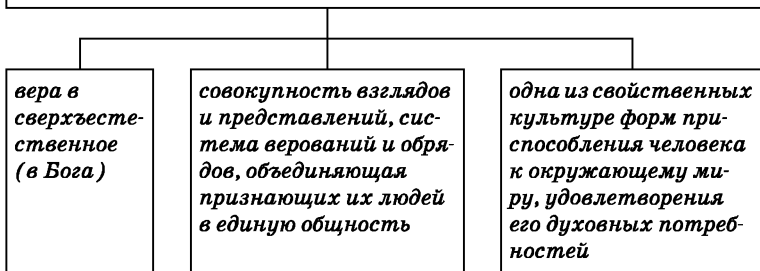 вера в
сверхъесте-
ственное
(в Бога)
совокупность взглядов
и представлений, сис-
тема верований и обря-
дов, объединяющая
признающих их людей
в единую общность
одна из свойственных
культуре форм при-
способления человека
к окружающему ми-
ру, удовлетворения
его духовных потреб-
ностей